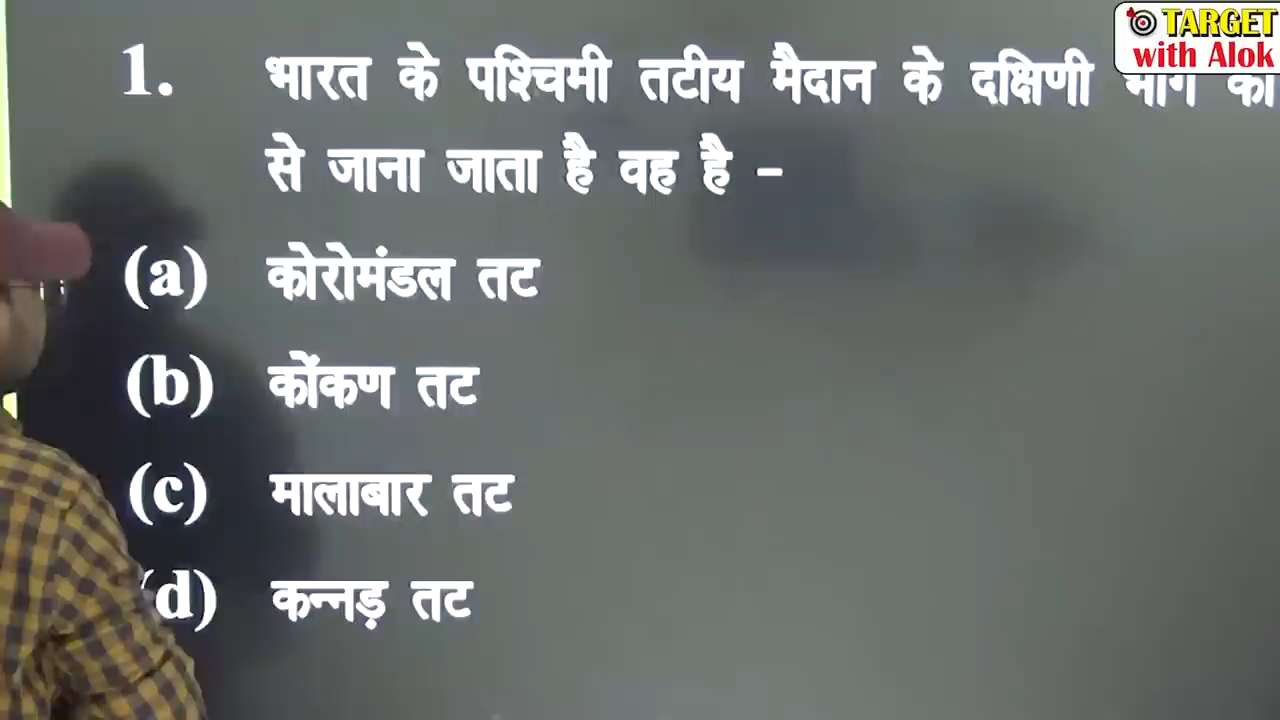 TARGET
with Alok
1. भारत के पश्चिमी तटीय मैदान के दक्षिणी भाग को
से जाना जाता है वह है –
(a) कोरोमंडल तट
(b) कोंकण तट
(c) मालाबार तट
(d) कन्नड़ तट